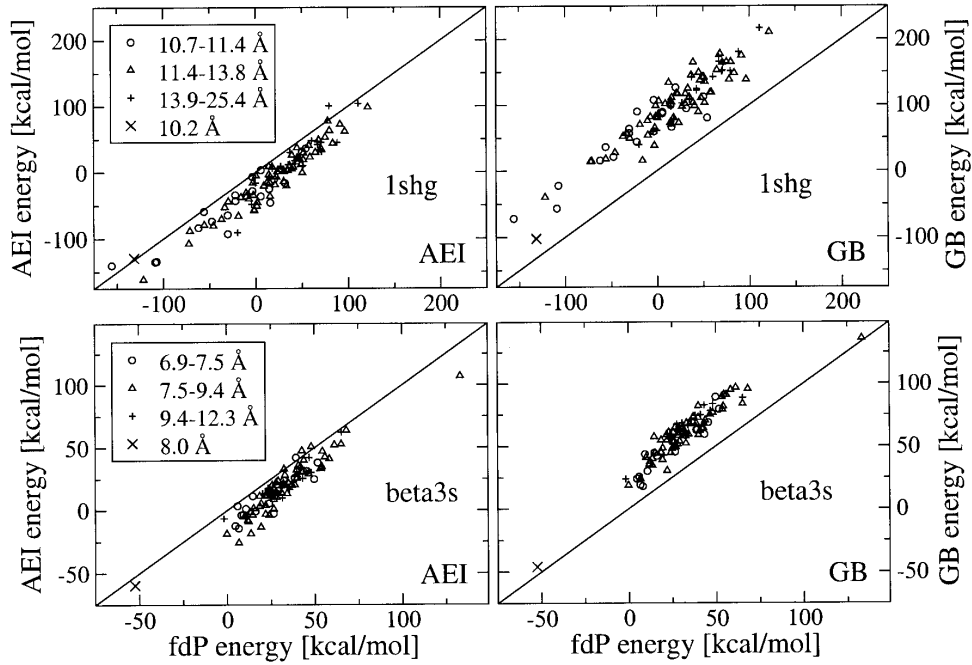 200
100
0
-100
AEI energy [kcal/mol]
10.7-11.4 Å
11.4-13.8 Å
13.9-25.4 Å
10.2 Å
1shg
AEI
-100 0 100 200
1shg
GB
-100 0 100 200
200
100
0
-100
GB energy [kcal/mol]
100
50
0
-50
AEI energy [kcal/mol]
6.9-7.5 Å
7.5-9.4 Å
9.4-12.3 Å
8.0 Å
beta3s
AEI
-50 0 50 100
fdP energy [kcal/mol]
beta3s
GB
-50 0 50 100
fdP energy [kcal/mol]
100
50
0
-50
GB energy [kcal/mol]